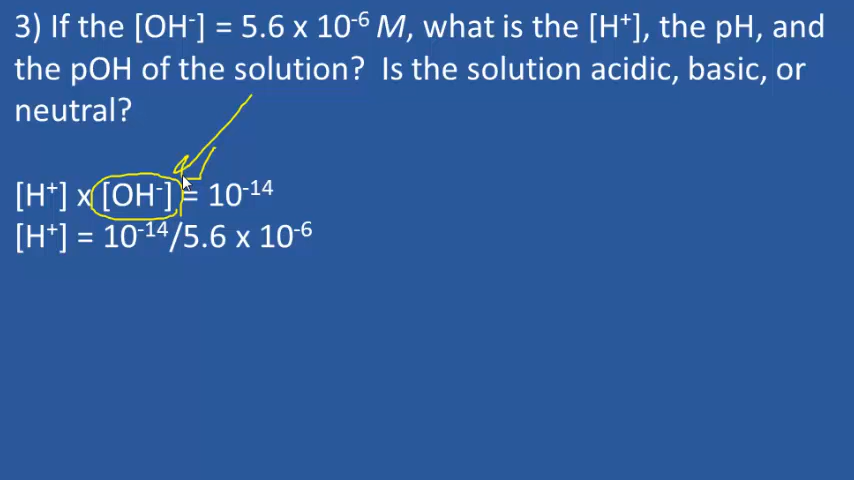 3) If the [OH⁻] = 5.6 x 10⁻⁶ M, what is the [H⁺], the pH, and
the pOH of the solution?  Is the solution acidic, basic, or
neutral?
[H⁺] x [OH⁻] = 10⁻¹⁴
[H⁺] = 10⁻¹⁴/5.6 x 10⁻⁶